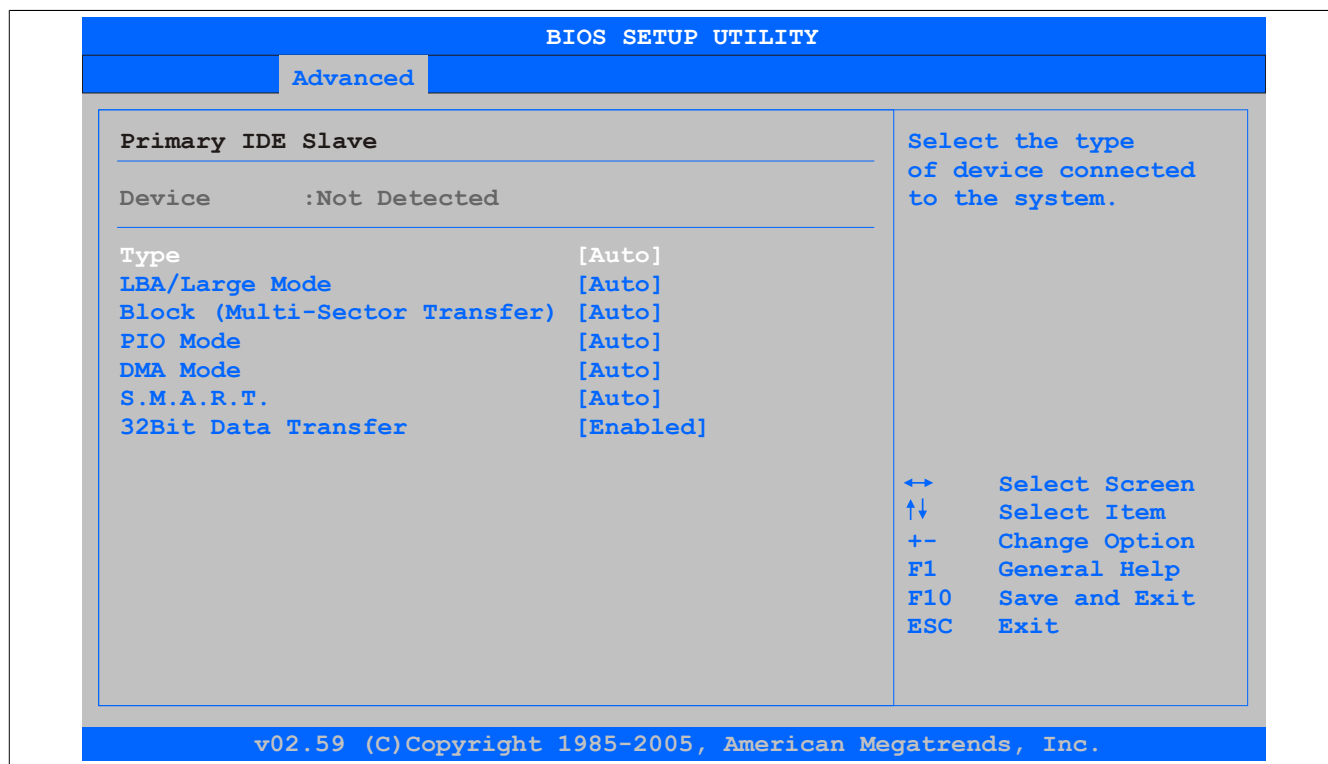 BIOS SETUP UTILITY
Advanced
Primary IDE Slave
Device :Not Detected
Type [Auto]
LBA/Large Mode [Auto]
Block (Multi-Sector Transfer) [Auto]
PIO Mode [Auto]
DMA Mode [Auto]
S.M.A.R.T. [Auto]
32Bit Data Transfer [Enabled]
Select the type
of device connected
to the system.
↔ Select Screen
↑↓ Select Item
+- Change Option
F1 General Help
F10 Save and Exit
ESC Exit
v02.59 (C)Copyright 1985-2005, American Megatrends, Inc.